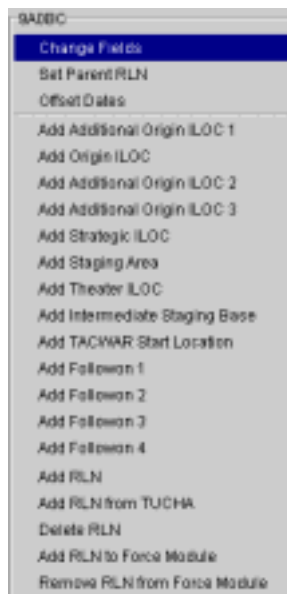 9ADBC
Change Fields
Set Parent RLN
Offset Dates
Add Additional Origin ILOC 1
Add Origin ILOC
Add Additional Origin ILOC 2
Add Additional Origin ILOC 3
Add Strategic ILOC
Add Staging Area
Add Theater ILOC
Add Intermediate Staging Base
Add TACWAR Start Location
Add Followon 1
Add Followon 2
Add Followon 3
Add Followon 4
Add RLN
Add RLN from TUCHA
Delete RLN
Add RLN to Force Module
Remove RLN from Force Module